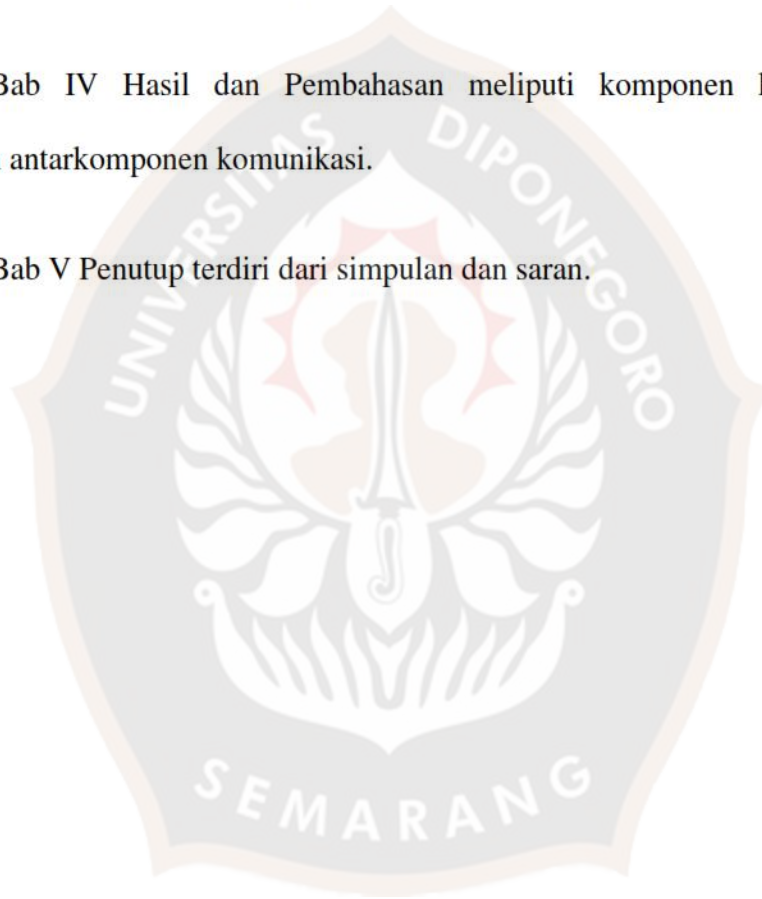 Bab IV Hasil dan Pembahasan meliputi komponen
antarkomponen komunikasi.
Bab V Penutup terdiri dari simpulan dan saran.
UNIVERSITAS DIPONEGORO
SEMARANG